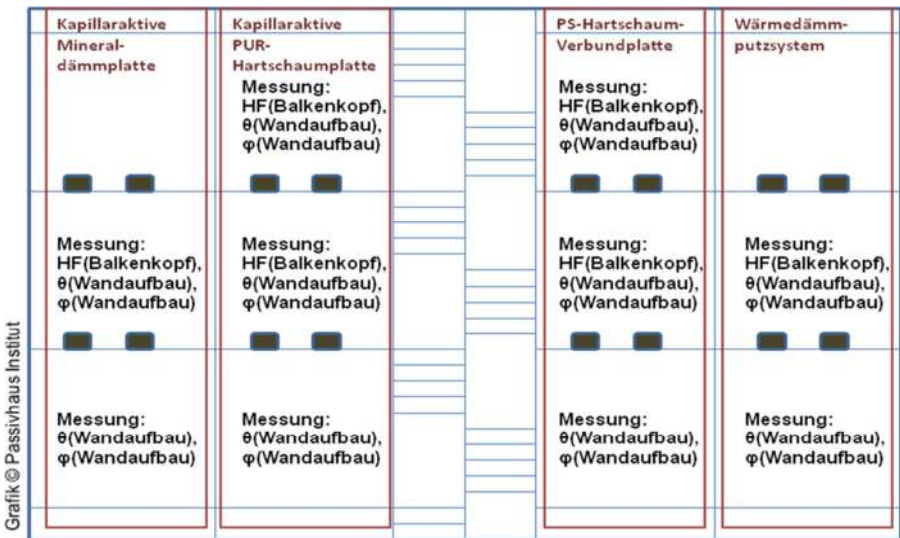 Kapillaraktive
Mineral-
dämmplatte
Kapillaraktive
PUR-
Hartschaumplatte
PS-Hartschaum-
Verbundplatte
Wärmedämm-
putzsystem
Messung:
HF(Balkenkopf),
θ(Wandaufbau),
φ(Wandaufbau)
Messung:
HF(Balkenkopf),
θ(Wandaufbau),
φ(Wandaufbau)
Messung:
HF(Balkenkopf),
θ(Wandaufbau),
φ(Wandaufbau)
Messung:
HF(Balkenkopf),
θ(Wandaufbau),
φ(Wandaufbau)
Messung:
HF(Balkenkopf),
θ(Wandaufbau),
φ(Wandaufbau)
Messung:
HF(Balkenkopf),
θ(Wandaufbau),
φ(Wandaufbau)
Messung:
θ(Wandaufbau),
φ(Wandaufbau)
Messung:
θ(Wandaufbau),
φ(Wandaufbau)
Messung:
θ(Wandaufbau),
φ(Wandaufbau)
Messung:
θ(Wandaufbau),
φ(Wandaufbau)
Grafik © Passivhaus Institut